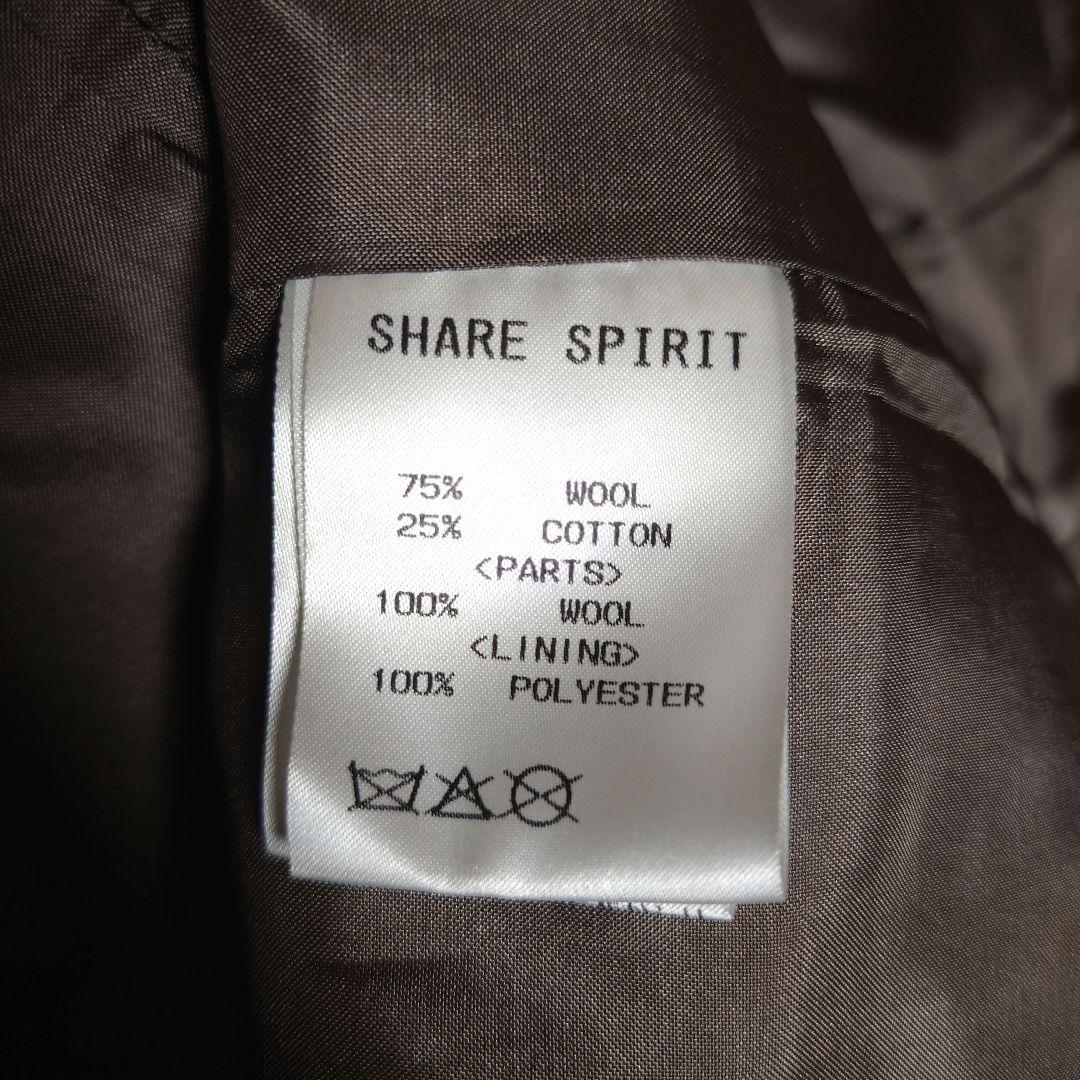 SHARE SPIRIT
75% WOOL
25% COTTON
<PARTS>
100% WOOL
<LINING>
100% POLYESTER